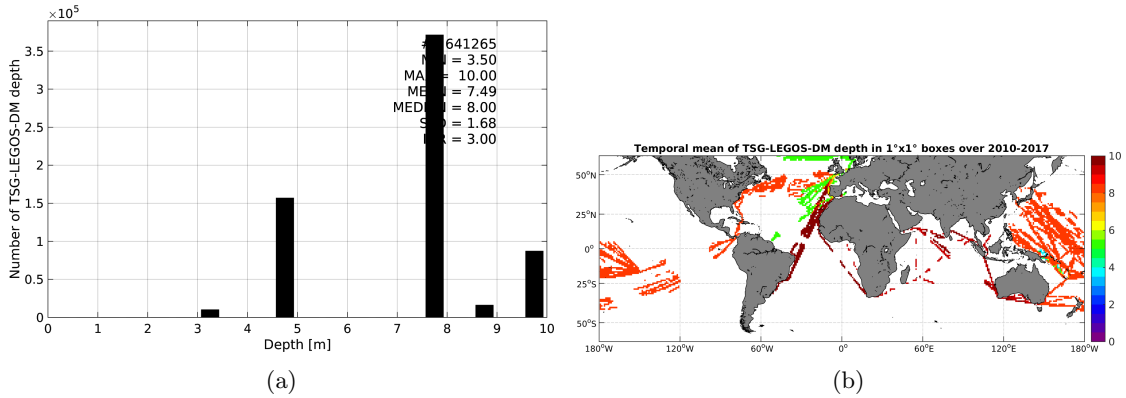 ×10⁵
3.5
3
2.5
2
1.5
1
0.5
0
Number of TSG-LEGOS-DM depth
641265
= 3.50
= 10.00
= 7.49
= 8.00
= 1.68
= 3.00
0 1 2 3 4 5 6 7 8 9 10
Depth [m]
(a)
Temporal mean of TSG-LEGOS-DM depth in 1°x1° boxes over 2010-2017
50°N
25°N
0°
25°S
50°S
180°W 120°W 60°W 0° 60°E 120°E 180°W
10
8
6
4
2
0
(b)